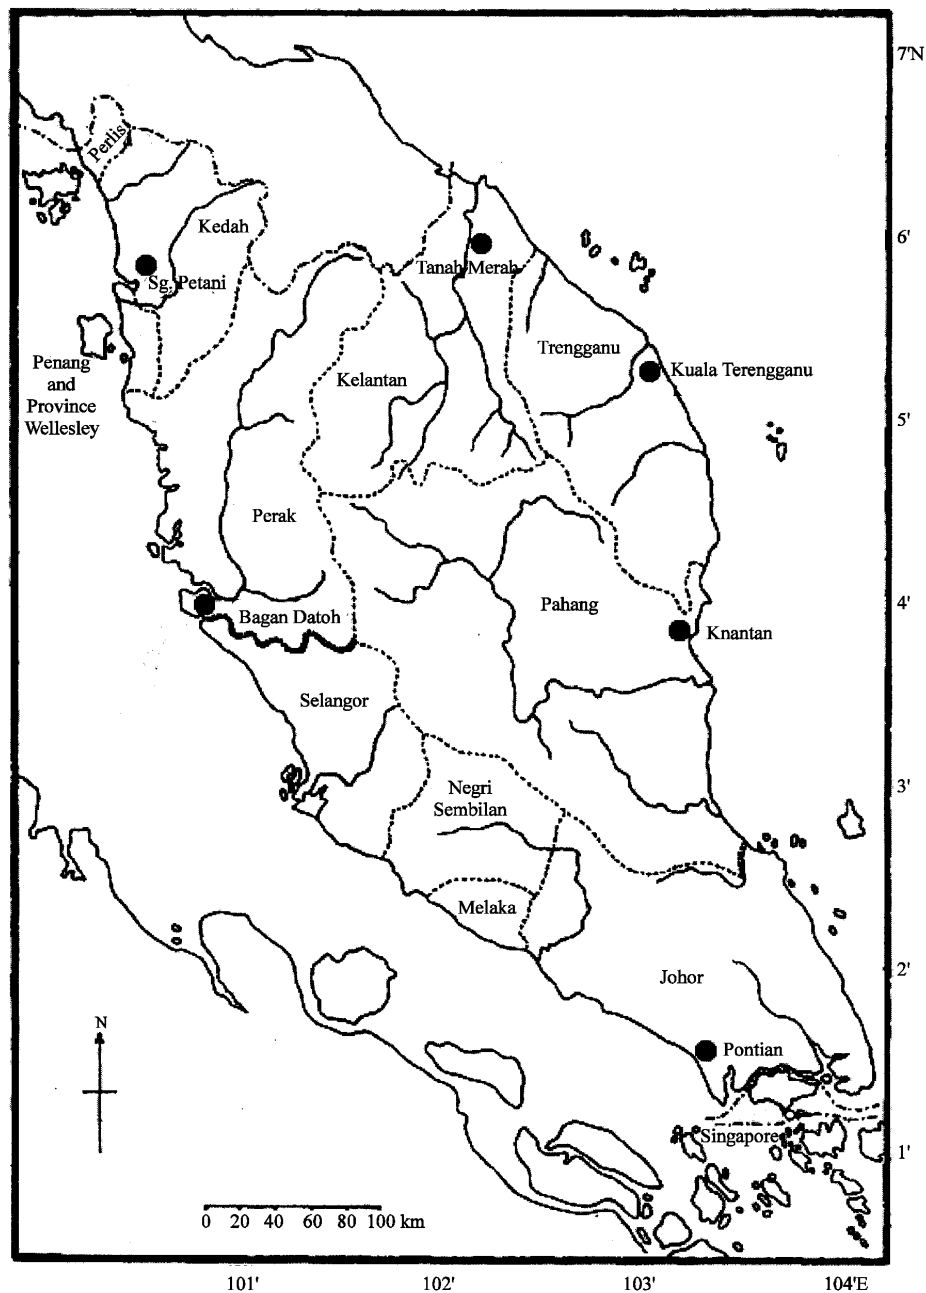 7'N
Perlis
Kedah
6'
Tanah Merah
Sg. Petani
Trengganu
Penang
and
Province
Wellesley
Kelantan
Kuala Terengganu
5'
Perak
4'
Pahang
Bagan Datoh
Knantan
Selangor
3'
Negri
Sembilan
Melaka
2'
Johor
N
Pontian
Singapore
1'
0 20 40 60 80 100 km
101' 102' 103' 104'E